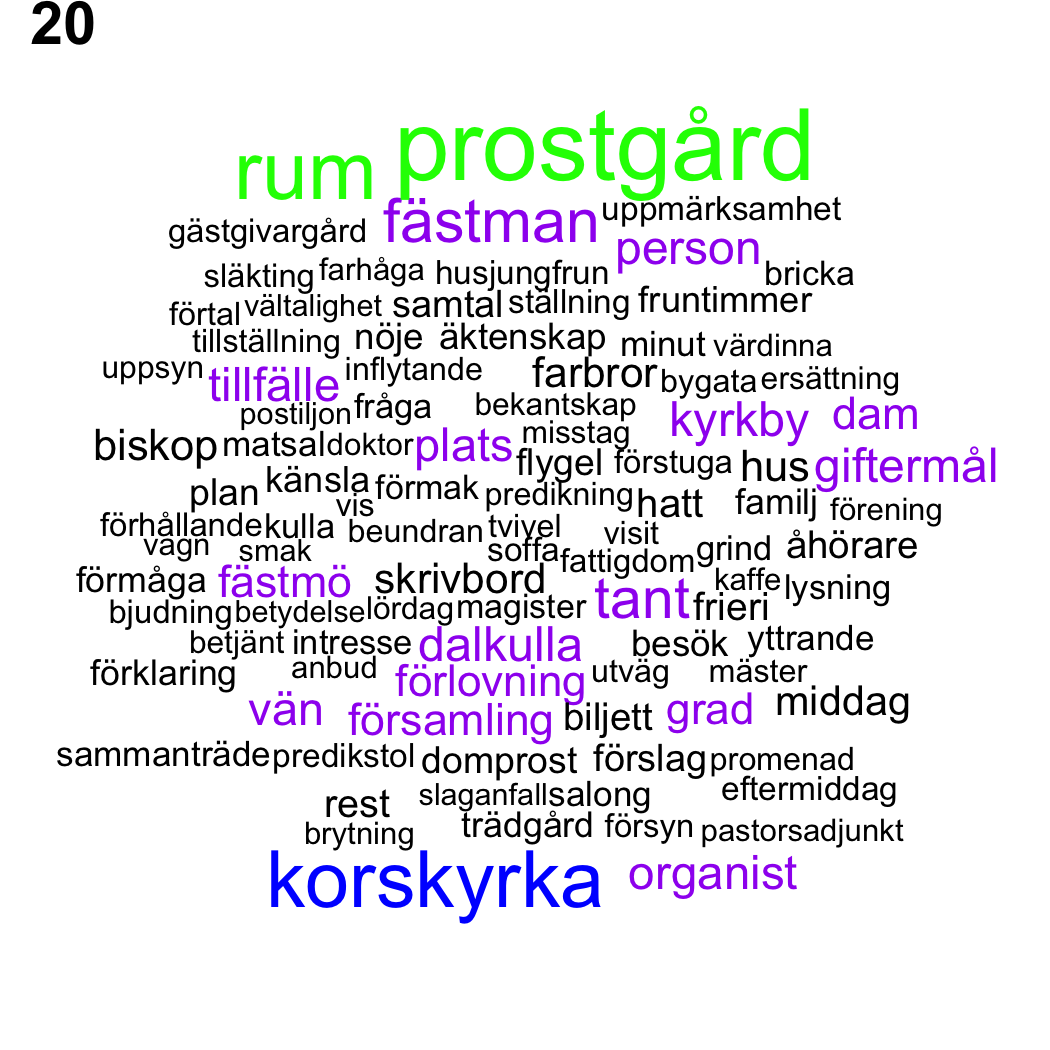 20
rum prostgård
gästgivargård fästman uppmärksamhet
person
släkting farhåga husjungfrun bricka
förtal vältalighet samtal ställning fruntimmer
tillställning nöje äktenskap minut värdinna
uppsyn tillfälle inflytande farbror bygata ersättning
postiljon fråga bekantskap kyrkby dam
biskop matsal doktor plats misstag
flygel förstuga hus giftermål
plan känsla förmak predikning hatt familj förening
vis
förhållande kulla beundran tvivel visit
vagn smak soffa fattigdom grind åhörare
förmåga fästmö skrivbord tant kaffe lysning
bjudning betydelse lördag magister frieri
betjänt intresse dalkulla besök yttrande
förklaring anbud förlovning utväg mäster
vän församling biljett grad middag
sammanträde predikstol domprost förslag promenad
rest slaganfall salong eftermiddag
brytning trädgård försyn pastorsadjunkt
korskyrka organist